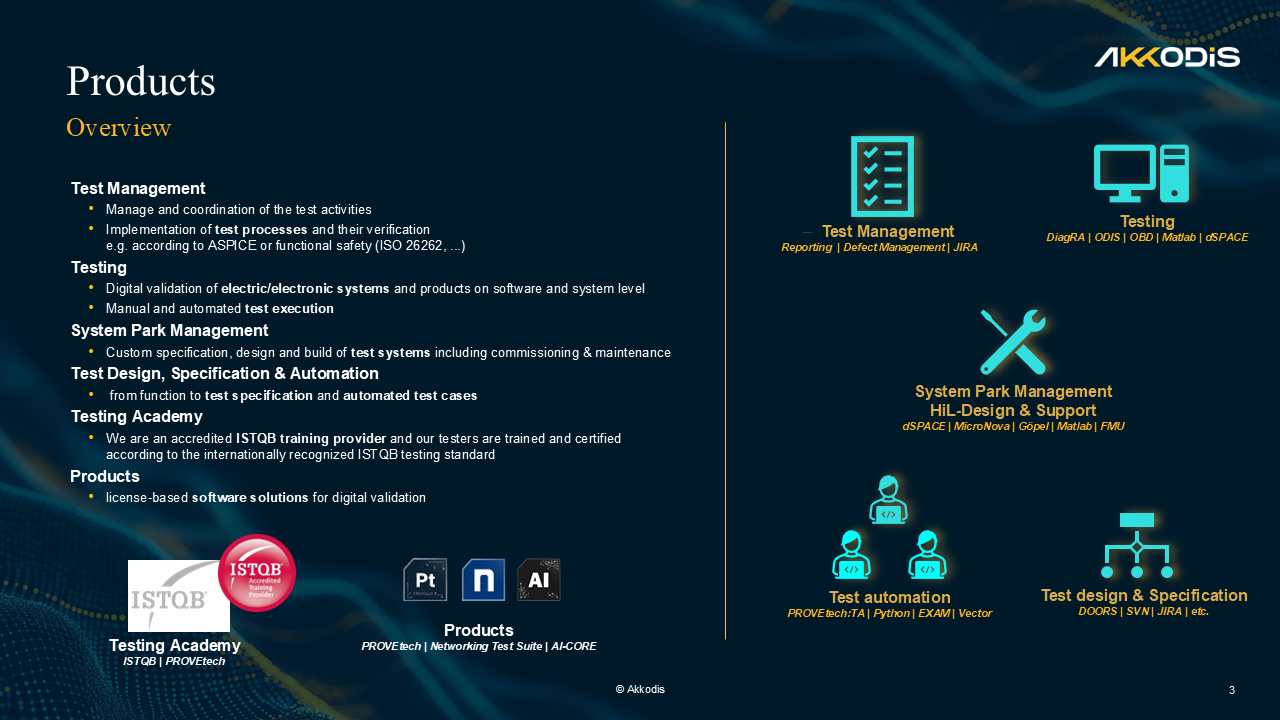 AKKODIS
Products
Overview
Test Management
• Manage and coordination of the test activities
• Implementation of test processes and their verification
e.g. according to ASPICE or functional safety (ISO 26262, ...)
Testing
• Digital validation of electric/electronic systems and products on software and system level
• Manual and automated test execution
System Park Management
• Custom specification, design and build of test systems including commissioning & maintenance
Test Design, Specification & Automation
• from function to test specification and automated test cases
Testing Academy
• We are an accredited ISTQB training provider and our testers are trained and certified
according to the internationally recognized ISTQB testing standard
Products
• license-based software solutions for digital validation
ISTQB
ISTQB®
Accredited
Training
Provider
Testing Academy
ISTQB | PROVEtech
Pt
n
AI
Products
PROVEtech | Networking Test Suite | AI-CORE
– Test Management
Reporting | Defect Management | JIRA
Testing
DiagRA | ODIS | OBD | Matlab | dSPACE
System Park Management
HiL-Design & Support
dSPACE | MicroNova | Göpel | Matlab | FMU
</>
</>
</>
Test automation
PROVEtech:TA | Python | EXAM | Vector
Test design & Specification
DOORS | SVN | JIRA | etc.
© Akkodis
3